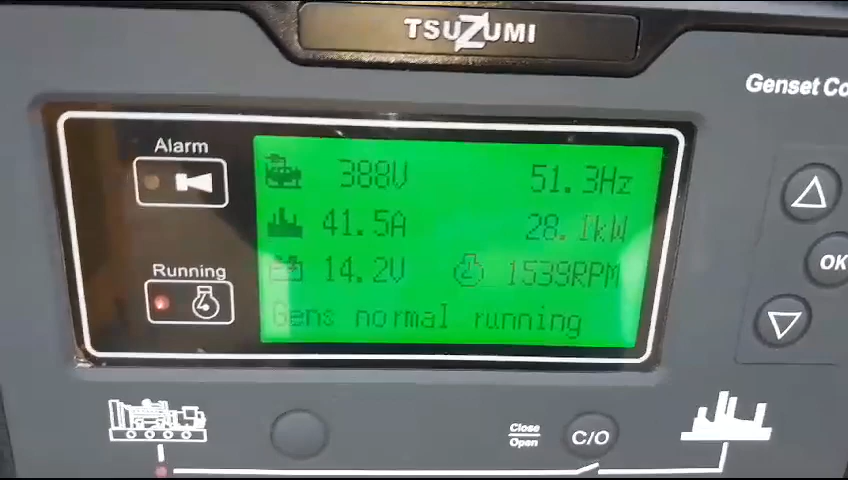 TSUZUMI
Genset Co
Alarm
388V 51.3Hz
41.5A 28.1kW
Running
14.2V 1539RPM
Gens normal running
OK
Close
Open
C/O